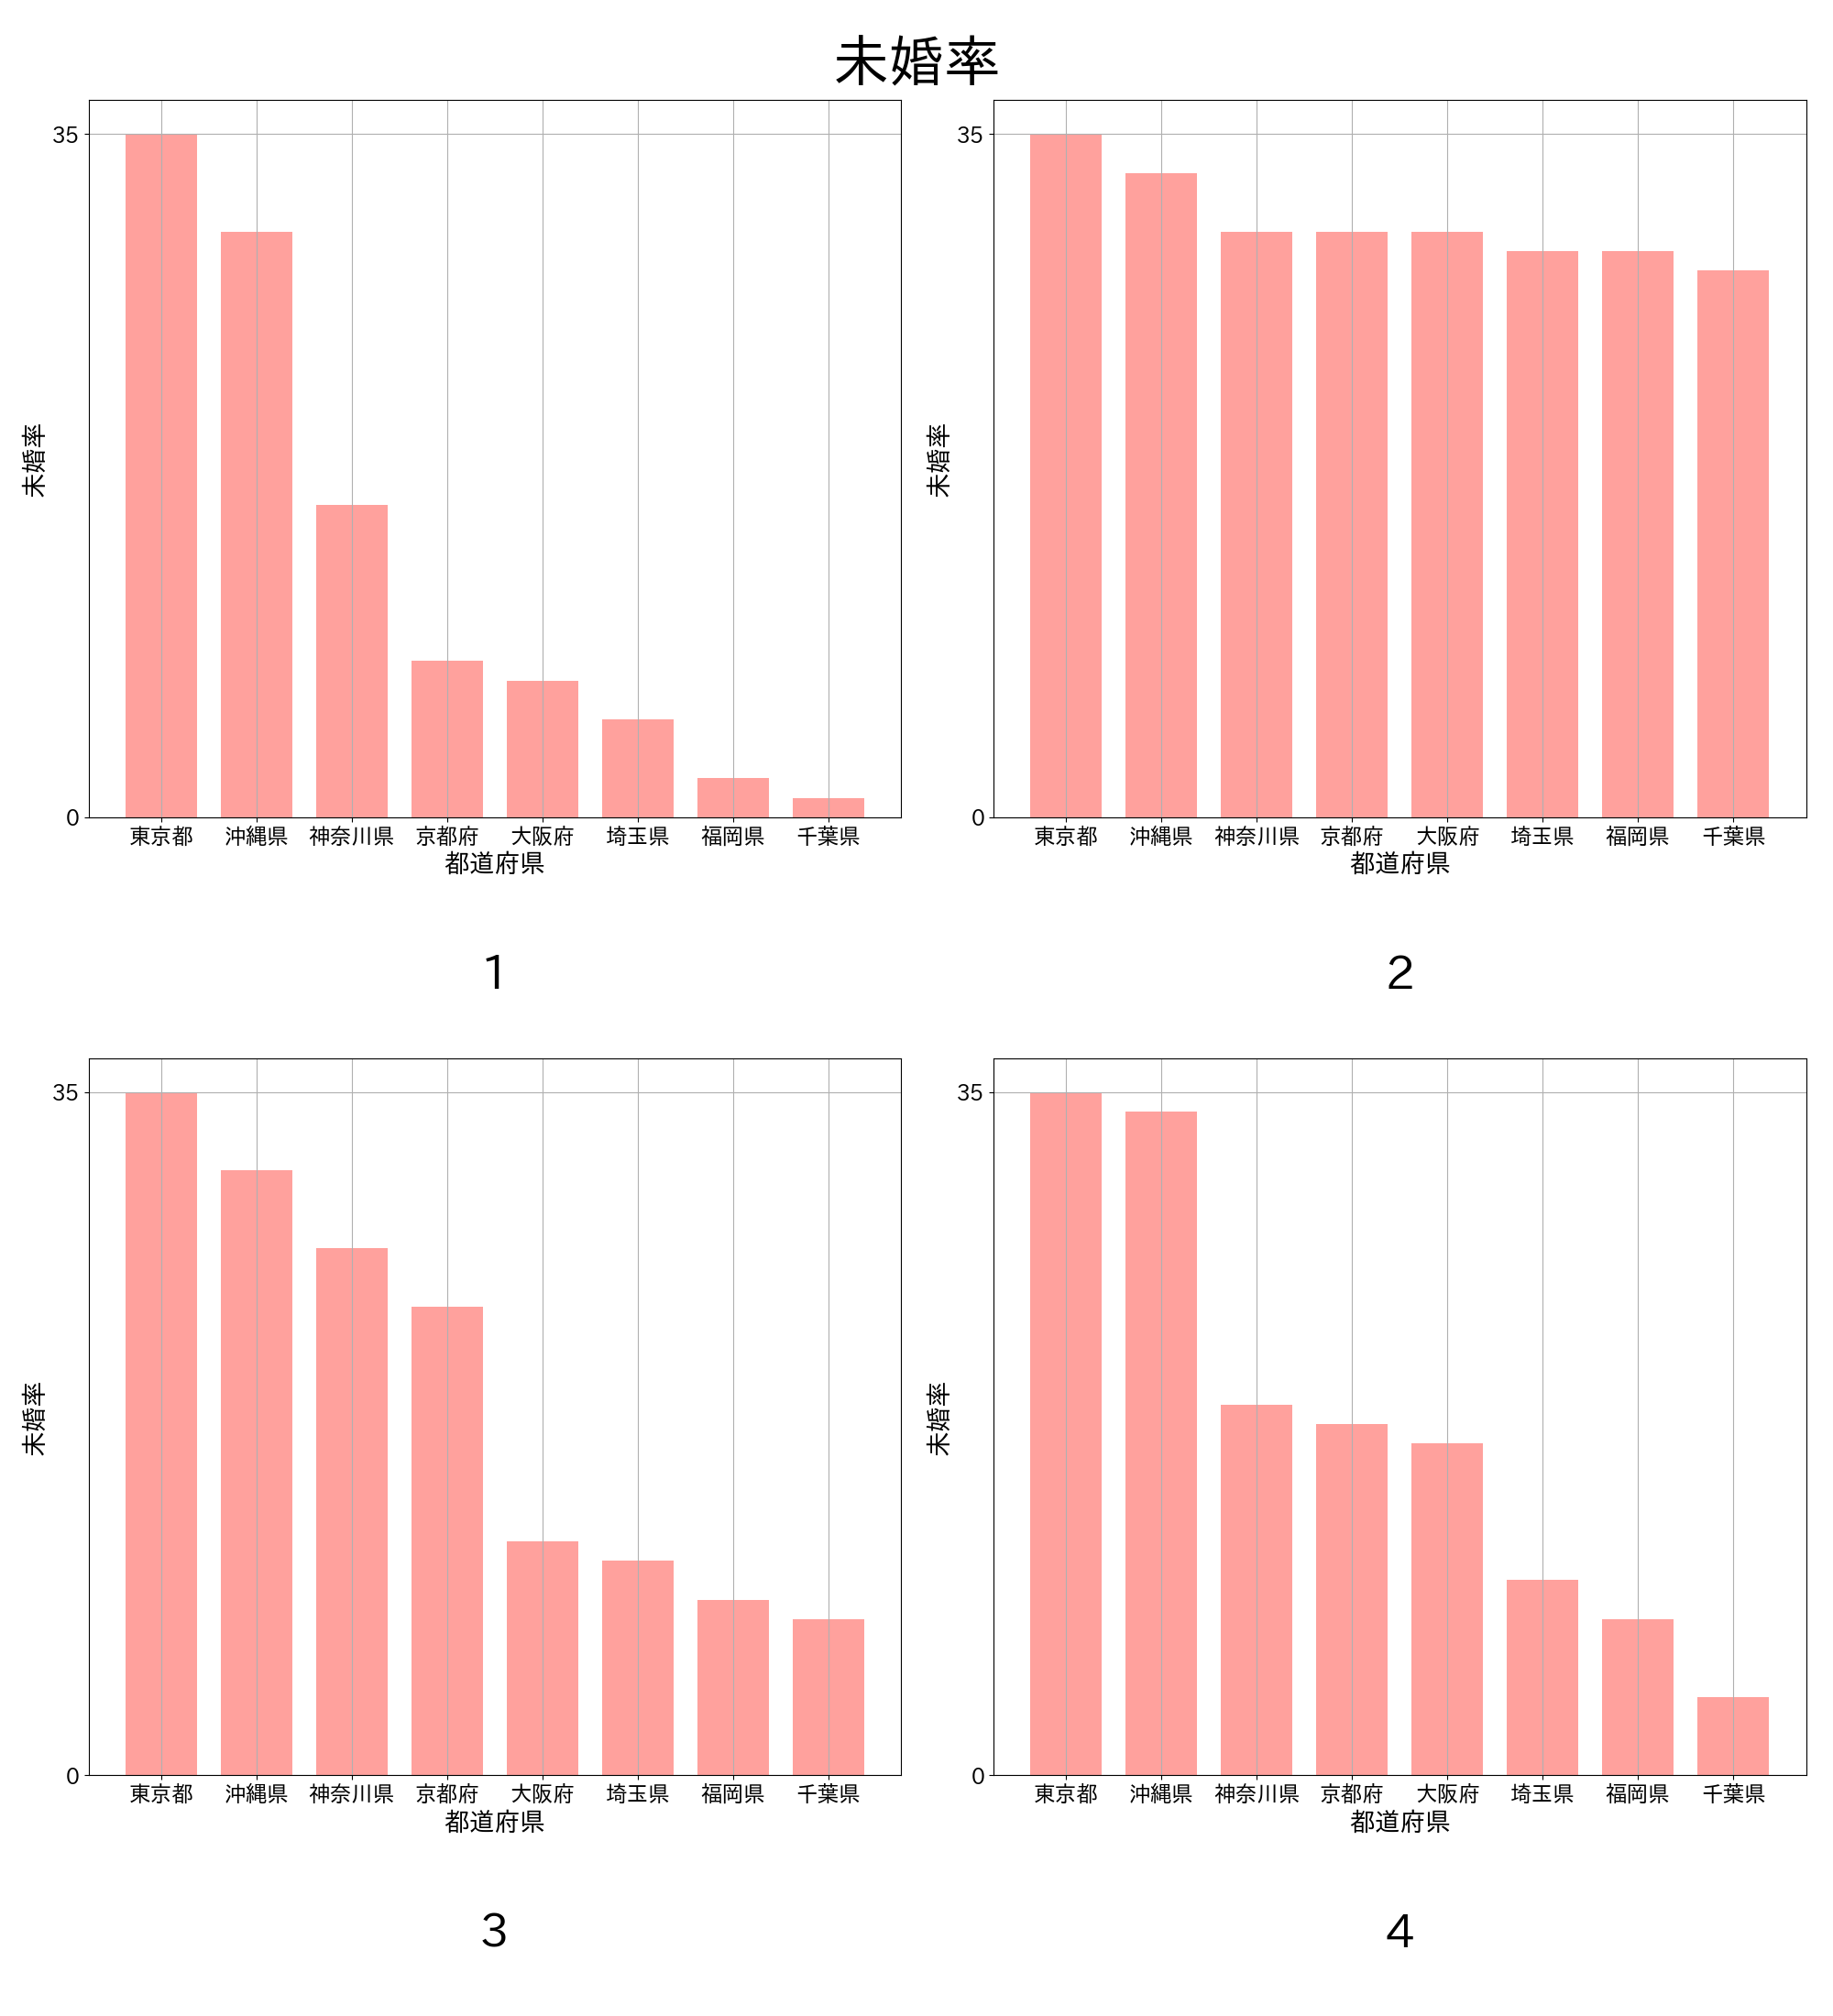 未婚率
35
0
未婚率
東京都 沖縄県 神奈川県 京都府 大阪府 埼玉県 福岡県 千葉県
都道府県
1
35
0
未婚率
東京都 沖縄県 神奈川県 京都府 大阪府 埼玉県 福岡県 千葉県
都道府県
2
35
0
未婚率
東京都 沖縄県 神奈川県 京都府 大阪府 埼玉県 福岡県 千葉県
都道府県
3
35
0
未婚率
東京都 沖縄県 神奈川県 京都府 大阪府 埼玉県 福岡県 千葉県
都道府県
4